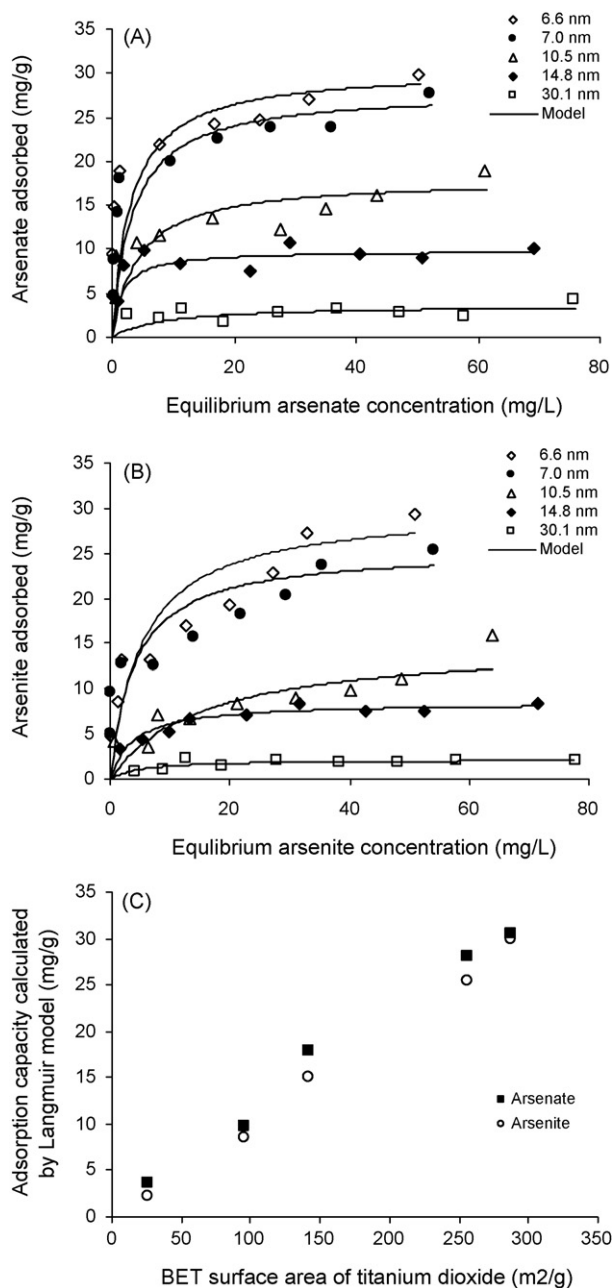 (A)
6.6 nm
7.0 nm
10.5 nm
14.8 nm
30.1 nm
Model
Arsenate adsorbed (mg/g)
35
30
25
20
15
10
5
0
0 20 40 60 80
Equilibrium arsenate concentration (mg/L)
(B)
6.6 nm
7.0 nm
10.5 nm
14.8 nm
30.1 nm
Model
Arsenite adsorbed (mg/g)
35
30
25
20
15
10
5
0
0 20 40 60 80
Equlibrium arsenite concentration (mg/L)
(C)
Adsorption capacity calculated
by Langmuir model (mg/g)
35
30
25
20
15
10
5
0
Arsenate
Arsenite
0 50 100 150 200 250 300 350
BET surface area of titanium dioxide (m2/g)